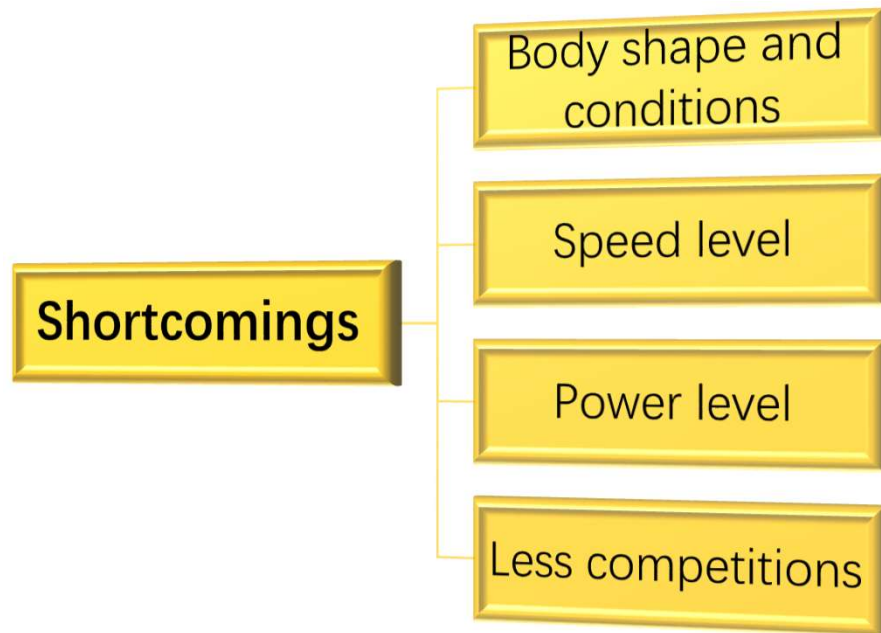 Shortcomings
Body shape and
conditions
Speed level
Power level
Less competitions